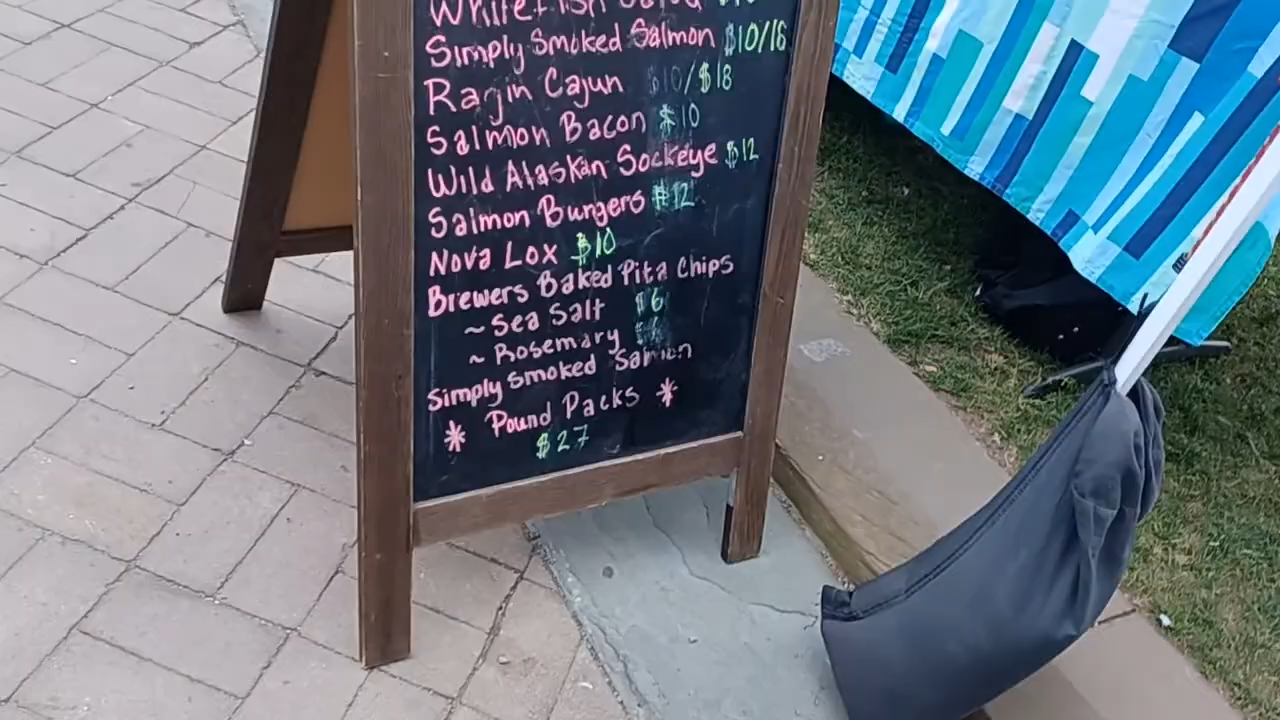 WhiteFish Salad
Simply Smoked Salmon $10/16
Ragin Cajun $10/$18
Salmon Bacon $10
Wild Alaskan Sockeye $12
Salmon Burgers $12
Nova Lox $10
Brewers Baked Pita Chips
~ Sea Salt $6
~ Rosemary $6
Simply Smoked Salmon
* Pound Packs *
$27